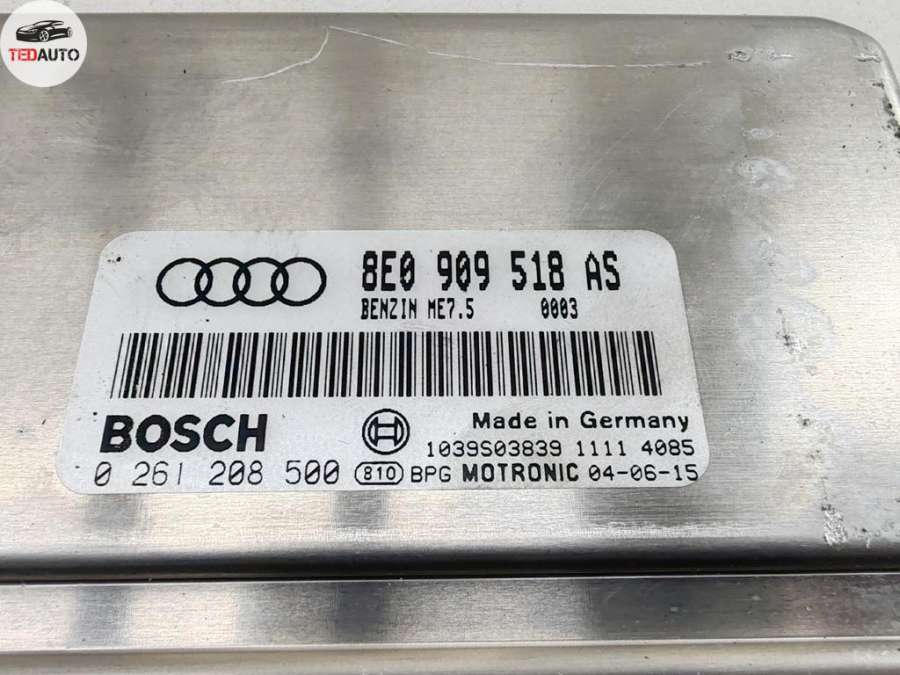 TEDAUTO
8E0 909 518 AS
BENZIN ME7.5 0003
BOSCH
Made in Germany
1039S03839 1111 4085
0 261 208 500 810 BPG MOTRONIC 04-06-15